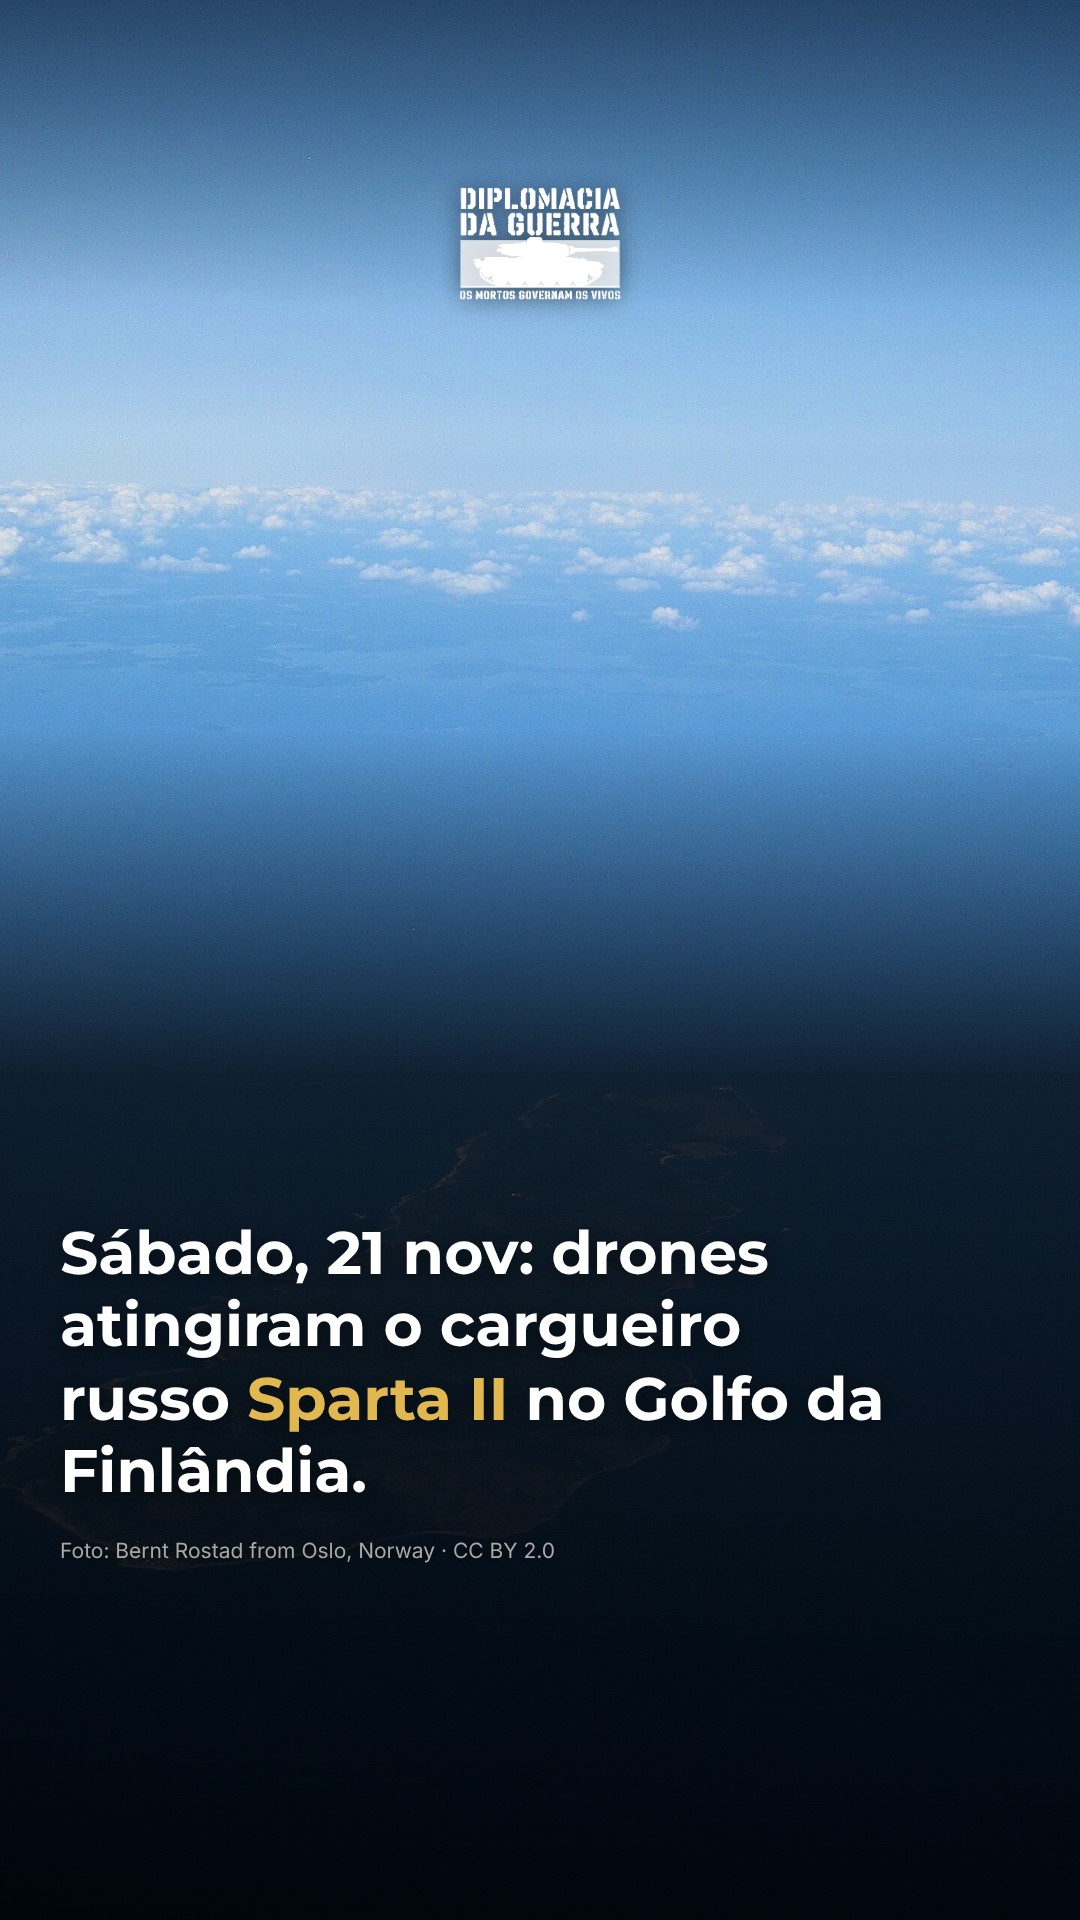 DIPLOMACIA
DA GUERRA
OS MORTOS GOVERNAM OS VIVOS
Sábado, 21 nov: drones
atingiram o cargueiro
russo Sparta II no Golfo da
Finlândia.
Foto: Bernt Rostad from Oslo, Norway · CC BY 2.0